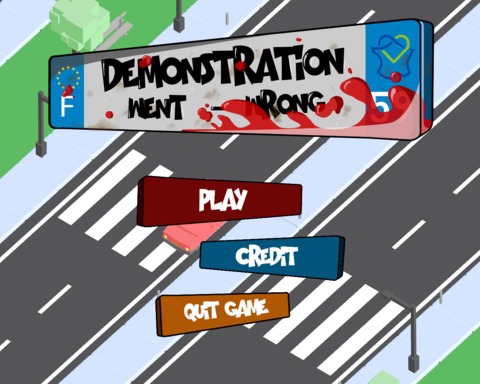 DEMONSTRATION
F WENT - WRONG 5
PLAY
CREDIT
QUIT GAME